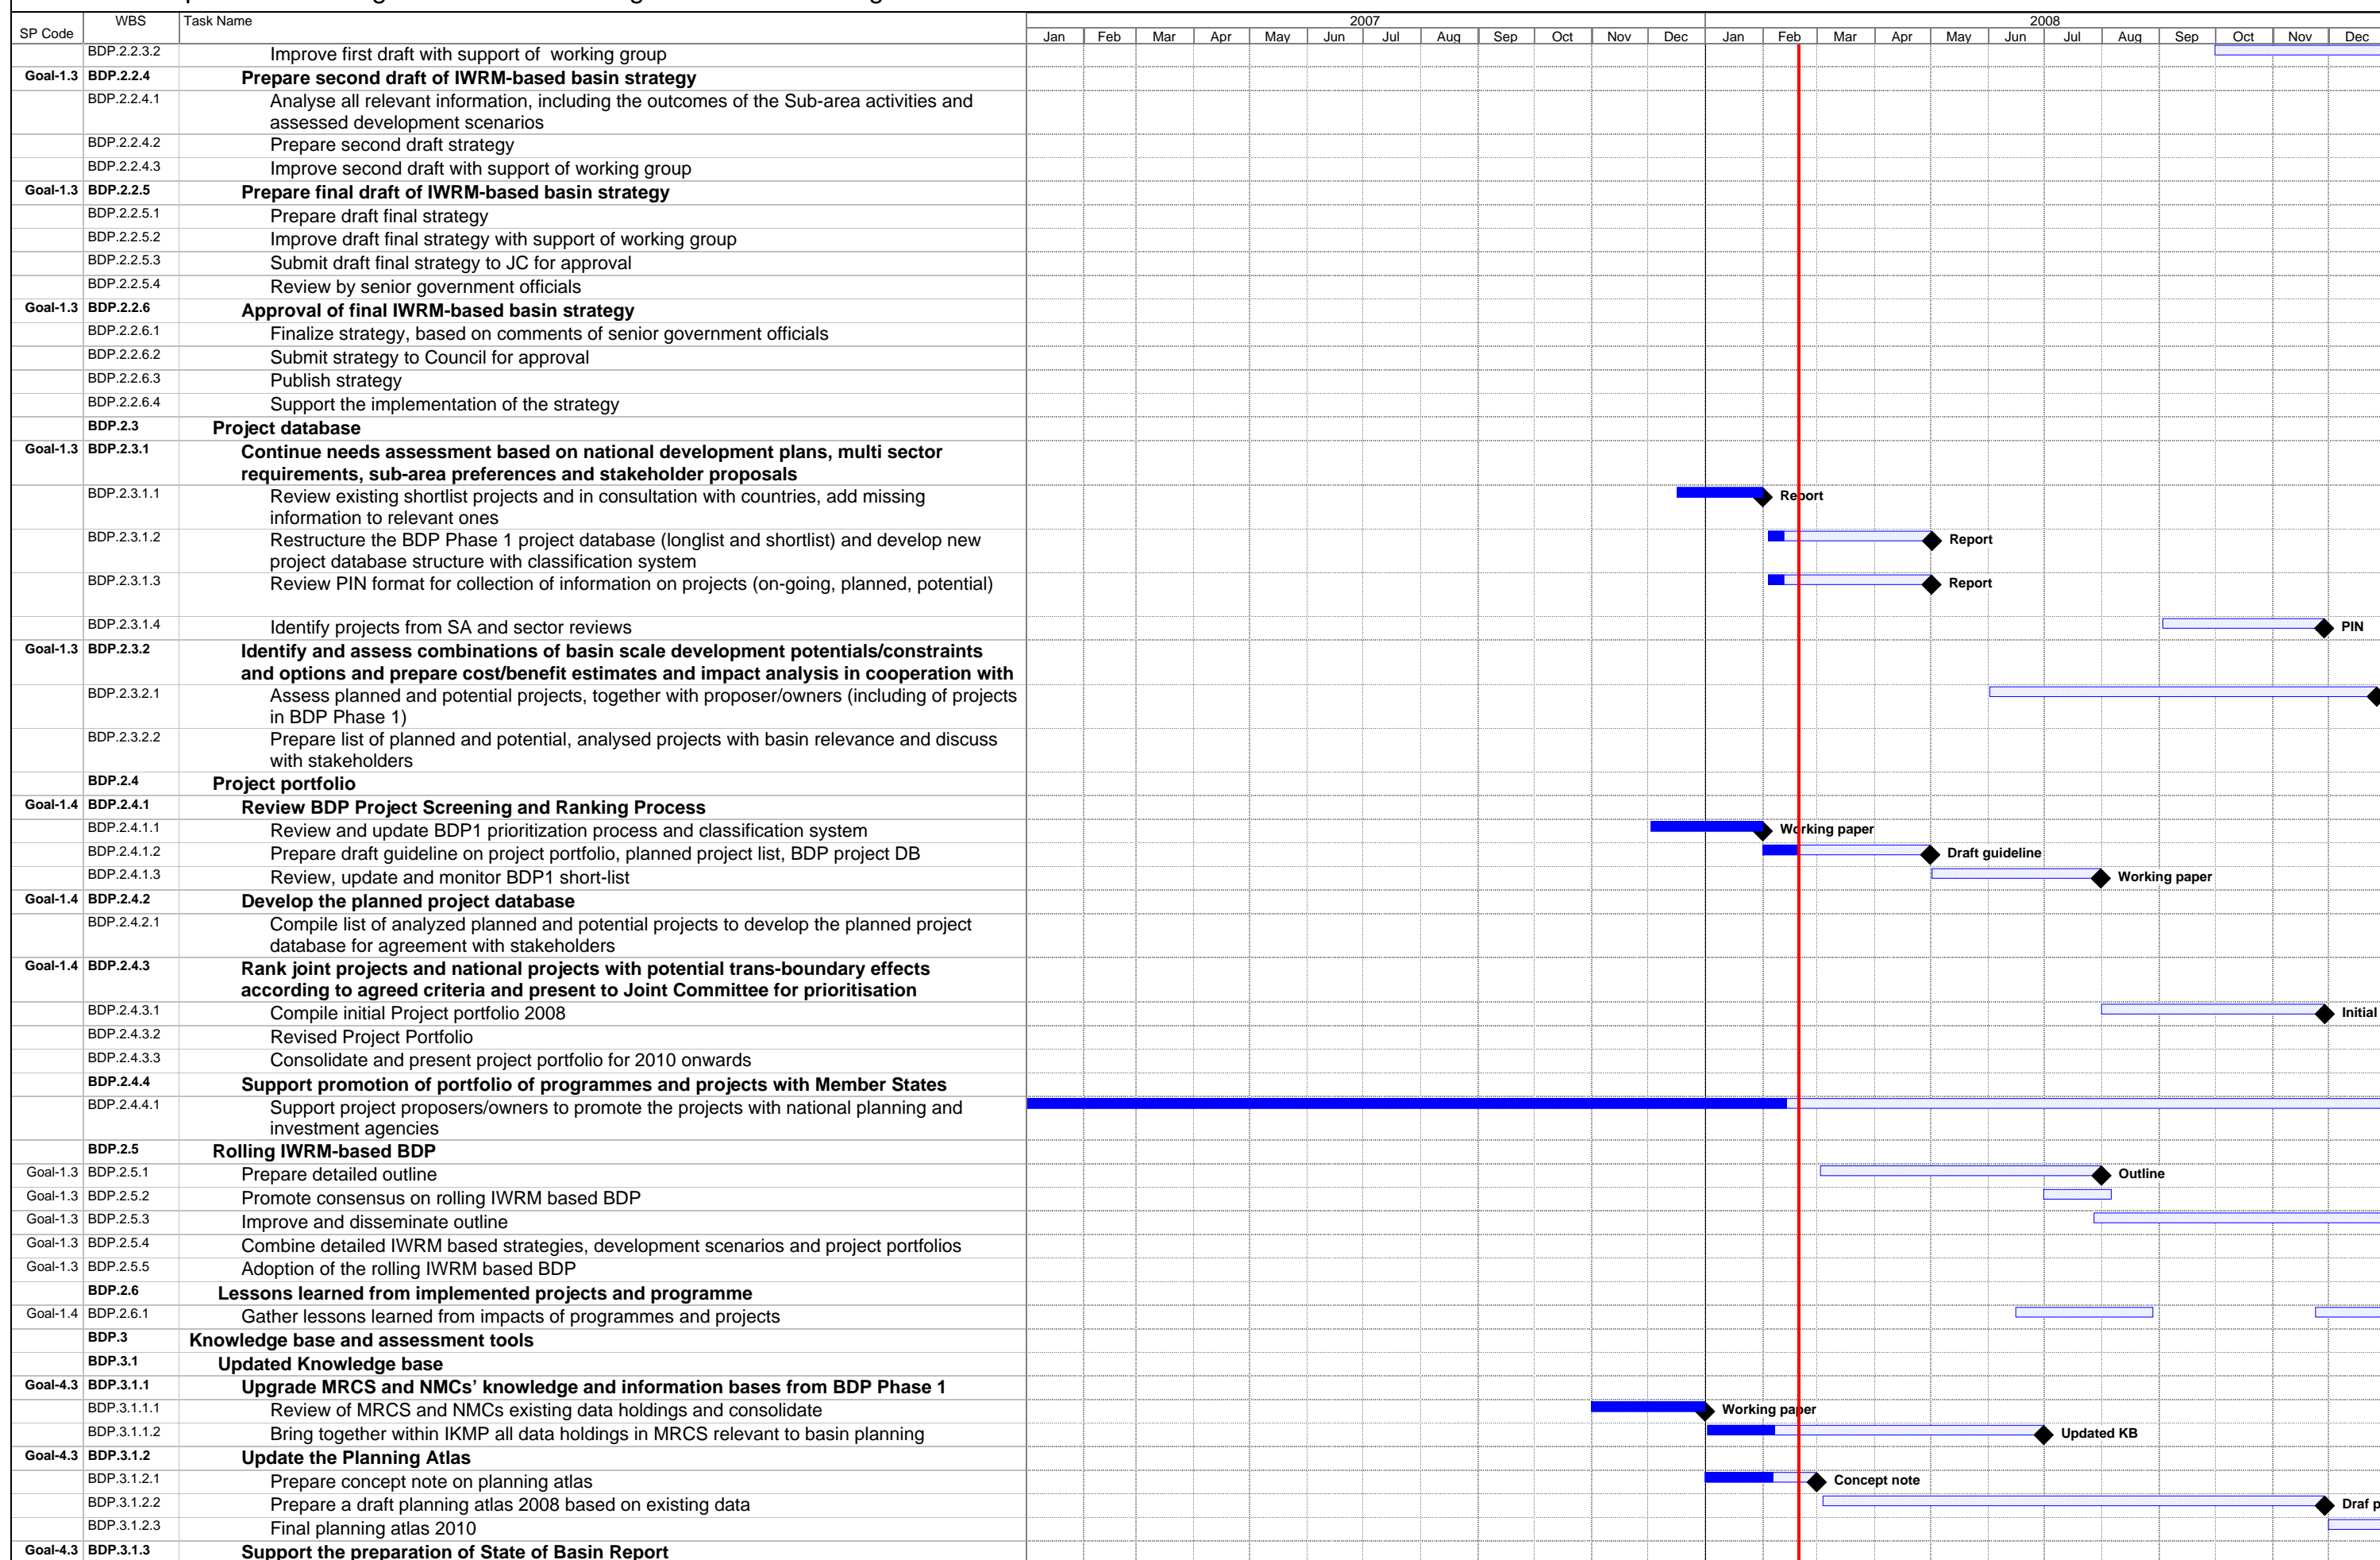 SP Code WBS Task Name 2007 2008
Jan Feb Mar Apr May Jun Jul Aug Sep Oct Nov Dec Jan Feb Mar Apr May Jun Jul Aug Sep Oct Nov Dec
BDP.2.2.3.2 Improve first draft with support of working group
Goal-1.3 BDP.2.2.4 Prepare second draft of IWRM-based basin strategy
BDP.2.2.4.1 Analyse all relevant information, including the outcomes of the Sub-area activities and
assessed development scenarios
BDP.2.2.4.2 Prepare second draft strategy
BDP.2.2.4.3 Improve second draft with support of working group
Goal-1.3 BDP.2.2.5 Prepare final draft of IWRM-based basin strategy
BDP.2.2.5.1 Prepare draft final strategy
BDP.2.2.5.2 Improve draft final strategy with support of working group
BDP.2.2.5.3 Submit draft final strategy to JC for approval
BDP.2.2.5.4 Review by senior government officials
Goal-1.3 BDP.2.2.6 Approval of final IWRM-based basin strategy
BDP.2.2.6.1 Finalize strategy, based on comments of senior government officials
BDP.2.2.6.2 Submit strategy to Council for approval
BDP.2.2.6.3 Publish strategy
BDP.2.2.6.4 Support the implementation of the strategy
BDP.2.3 Project database
Goal-1.3 BDP.2.3.1 Continue needs assessment based on national development plans, multi sector
requirements, sub-area preferences and stakeholder proposals
BDP.2.3.1.1 Review existing shortlist projects and in consultation with countries, add missing Report
information to relevant ones
BDP.2.3.1.2 Restructure the BDP Phase 1 project database (longlist and shortlist) and develop new Report
project database structure with classification system
BDP.2.3.1.3 Review PIN format for collection of information on projects (on-going, planned, potential) Report
BDP.2.3.1.4 Identify projects from SA and sector reviews PIN
Goal-1.3 BDP.2.3.2 Identify and assess combinations of basin scale development potentials/constraints
and options and prepare cost/benefit estimates and impact analysis in cooperation with
BDP.2.3.2.1 Assess planned and potential projects, together with proposer/owners (including of projects
in BDP Phase 1)
BDP.2.3.2.2 Prepare list of planned and potential, analysed projects with basin relevance and discuss
with stakeholders
BDP.2.4 Project portfolio
Goal-1.4 BDP.2.4.1 Review BDP Project Screening and Ranking Process
BDP.2.4.1.1 Review and update BDP1 prioritization process and classification system Working paper
BDP.2.4.1.2 Prepare draft guideline on project portfolio, planned project list, BDP project DB Draft guideline
BDP.2.4.1.3 Review, update and monitor BDP1 short-list Working paper
Goal-1.4 BDP.2.4.2 Develop the planned project database
BDP.2.4.2.1 Compile list of analyzed planned and potential projects to develop the planned project
database for agreement with stakeholders
Goal-1.4 BDP.2.4.3 Rank joint projects and national projects with potential trans-boundary effects
according to agreed criteria and present to Joint Committee for prioritisation
BDP.2.4.3.1 Compile initial Project portfolio 2008 Initial
BDP.2.4.3.2 Revised Project Portfolio
BDP.2.4.3.3 Consolidate and present project portfolio for 2010 onwards
BDP.2.4.4 Support promotion of portfolio of programmes and projects with Member States
BDP.2.4.4.1 Support project proposers/owners to promote the projects with national planning and
investment agencies
BDP.2.5 Rolling IWRM-based BDP
Goal-1.3 BDP.2.5.1 Prepare detailed outline Outline
Goal-1.3 BDP.2.5.2 Promote consensus on rolling IWRM based BDP
Goal-1.3 BDP.2.5.3 Improve and disseminate outline
Goal-1.3 BDP.2.5.4 Combine detailed IWRM based strategies, development scenarios and project portfolios
Goal-1.3 BDP.2.5.5 Adoption of the rolling IWRM based BDP
BDP.2.6 Lessons learned from implemented projects and programme
Goal-1.4 BDP.2.6.1 Gather lessons learned from impacts of programmes and projects
BDP.3 Knowledge base and assessment tools
BDP.3.1 Updated Knowledge base
Goal-4.3 BDP.3.1.1 Upgrade MRCS and NMCs’ knowledge and information bases from BDP Phase 1
BDP.3.1.1.1 Review of MRCS and NMCs existing data holdings and consolidate Working paper
BDP.3.1.1.2 Bring together within IKMP all data holdings in MRCS relevant to basin planning Updated KB
Goal-4.3 BDP.3.1.2 Update the Planning Atlas
BDP.3.1.2.1 Prepare concept note on planning atlas Concept note
BDP.3.1.2.2 Prepare a draft planning atlas 2008 based on existing data Draf p
BDP.3.1.2.3 Final planning atlas 2010
Goal-4.3 BDP.3.1.3 Support the preparation of State of Basin Report